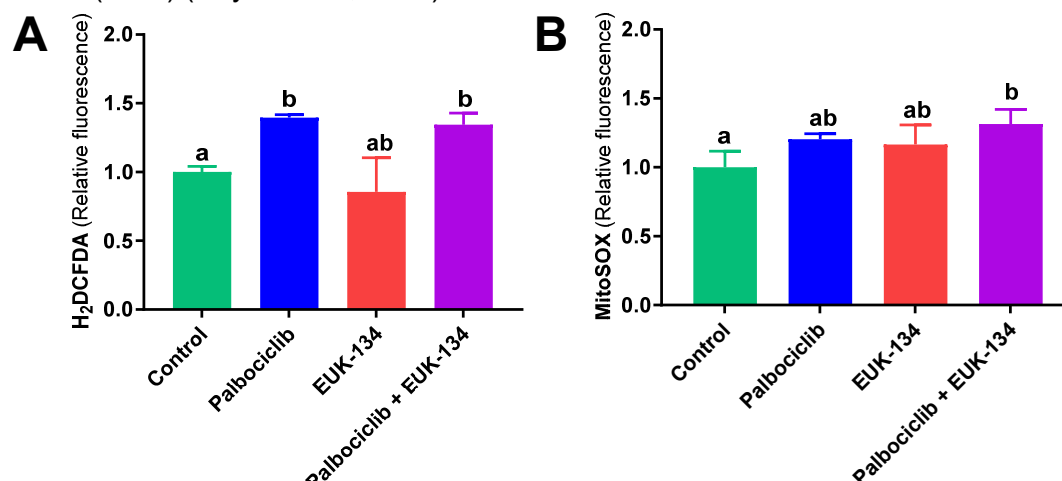 A
H₂DCFDA (Relative fluorescence)
2.0
1.5
1.0
0.5
0.0
a
b
ab
b
Control
Palbociclib
EUK-134
Palbociclib + EUK-134
B
MitoSOX (Relative fluorescence)
2.0
1.5
1.0
0.5
0.0
a
ab
ab
b
Control
Palbociclib
EUK-134
Palbociclib + EUK-134